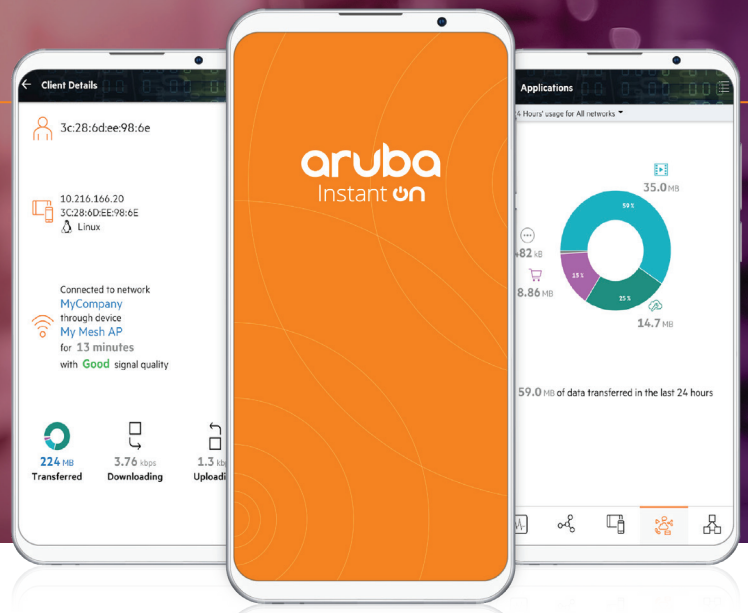 Client Details
3c:28:6d:ee:98:6e
10.216.166.20
3C:28:6D:EE:98:6E
Linux
Connected to network
MyCompany
through device
My Mesh AP
for 13 minutes
with Good signal quality
224 MB
Transferred
3.76 kbps
Downloading
1.3
aruba
Instant on
Applications
4 Hours' usage for All networks
35.0 MB
59 %
82 kB
8.86 MB
15 %
25 %
14.7 MB
59.0 MB of data transferred in the last 24 hours